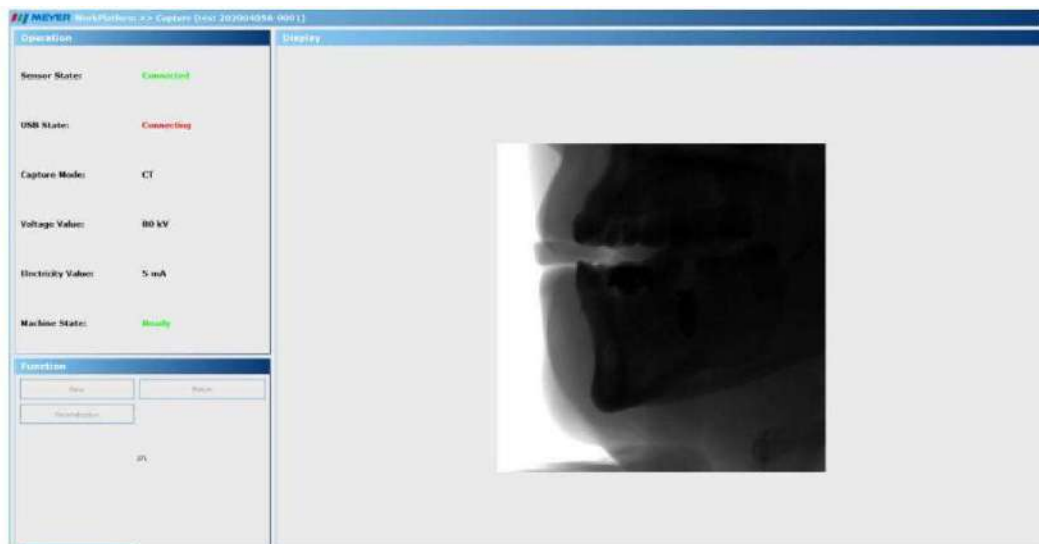 MEYER WorkPlatform >> Capture [test 202004056-0001]
Operation
Display
Sensor State: Connected
USB State: Connecting
Capture Mode: CT
Voltage Value: 80 kV
Electricity Value: 5 mA
Machine State: Ready
Function